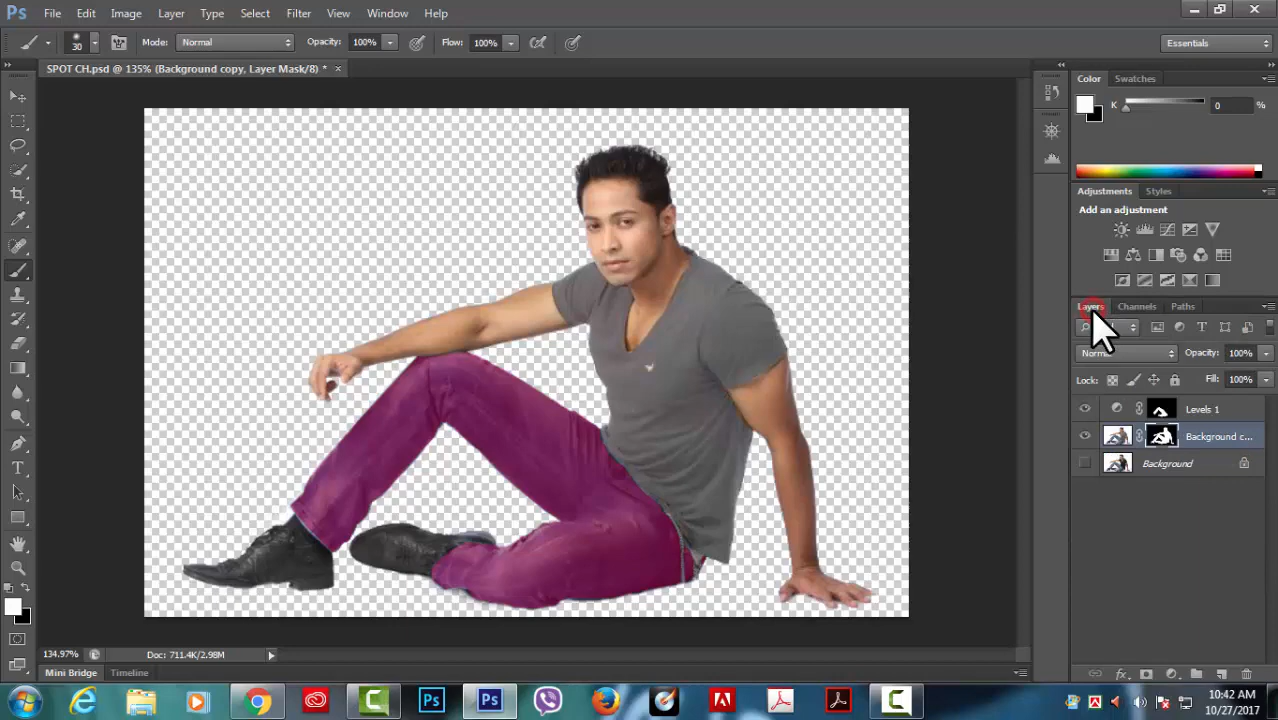 Ps File Edit Image Layer Type Select Filter View Window Help
30 Mode: Normal Opacity: 100% Flow: 100% Essentials
SPOT CH.psd @ 135% (Background copy, Layer Mask/8) * ×
Color Swatches
K 0 %
Adjustments Styles
Add an adjustment
Layers Channels Paths
Normal Opacity: 100%
Lock: Fill: 100%
Levels 1
Background c...
Background
134.97% Doc: 711.4K/2.98M
Mini Bridge Timeline
Ps Ps
10:42 AM
10/27/2017